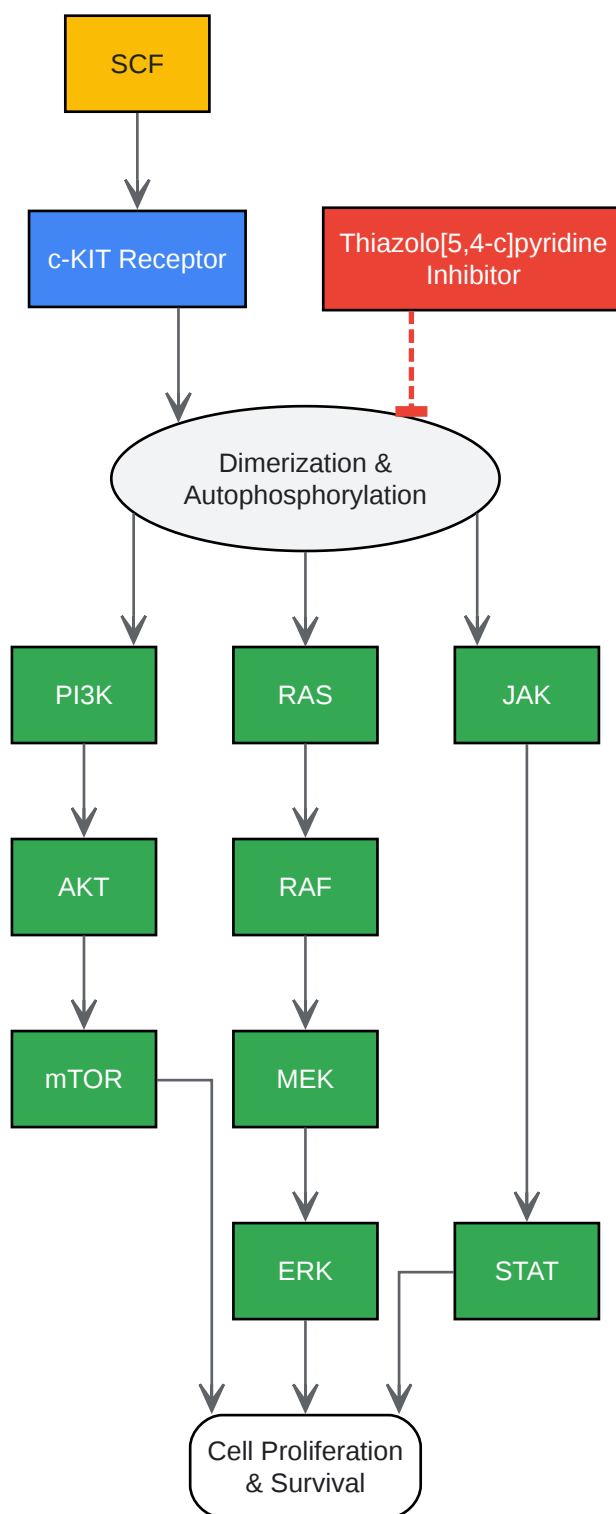 SCF
c-KIT Receptor
Thiazolo[5,4-c]pyridine
Inhibitor
Dimerization &
Autophosphorylation
PI3K
RAS
JAK
AKT
RAF
mTOR
MEK
ERK
STAT
Cell Proliferation
& Survival